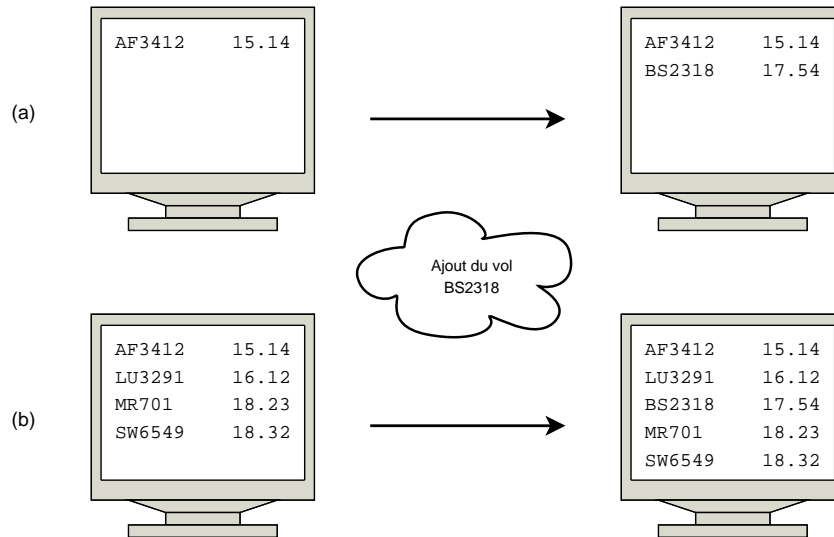 (a)
AF3412 15.14
AF3412 15.14
BS2318 17.54
Ajout du vol
BS2318
(b)
AF3412 15.14
LU3291 16.12
MR701 18.23
SW6549 18.32
AF3412 15.14
LU3291 16.12
BS2318 17.54
MR701 18.23
SW6549 18.32